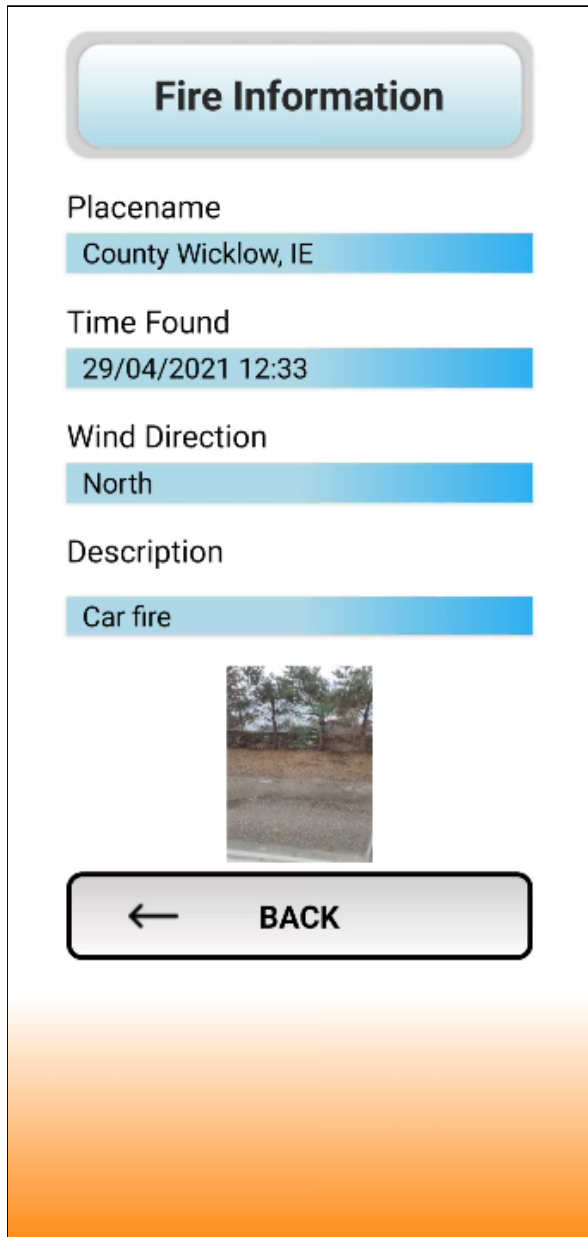 Fire Information
Placename
County Wicklow, IE
Time Found
29/04/2021 12:33
Wind Direction
North
Description
Car fire
BACK